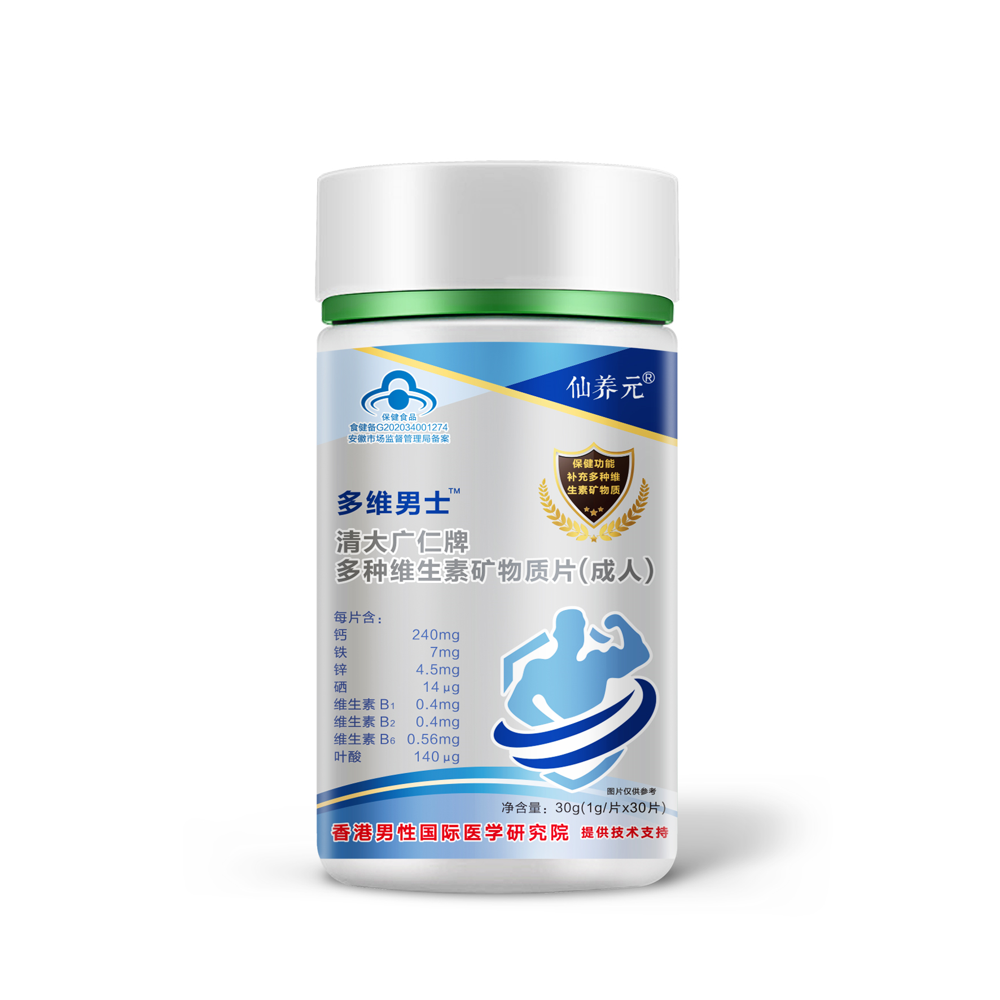 仙养元®
保健食品
食健备G202034001274
安徽市场监督管理局备案
保健功能
补充多种维
生素矿物质
多维男士™
清大广仁牌
多种维生素矿物质片(成人)
每片含：
钙 240mg
铁 7mg
锌 4.5mg
硒 14μg
维生素 B1 0.4mg
维生素 B2 0.4mg
维生素 B6 0.56mg
叶酸 140μg
图片仅供参考
净含量：30g(1g/片x30片)
香港男性国际医学研究院 提供技术支持